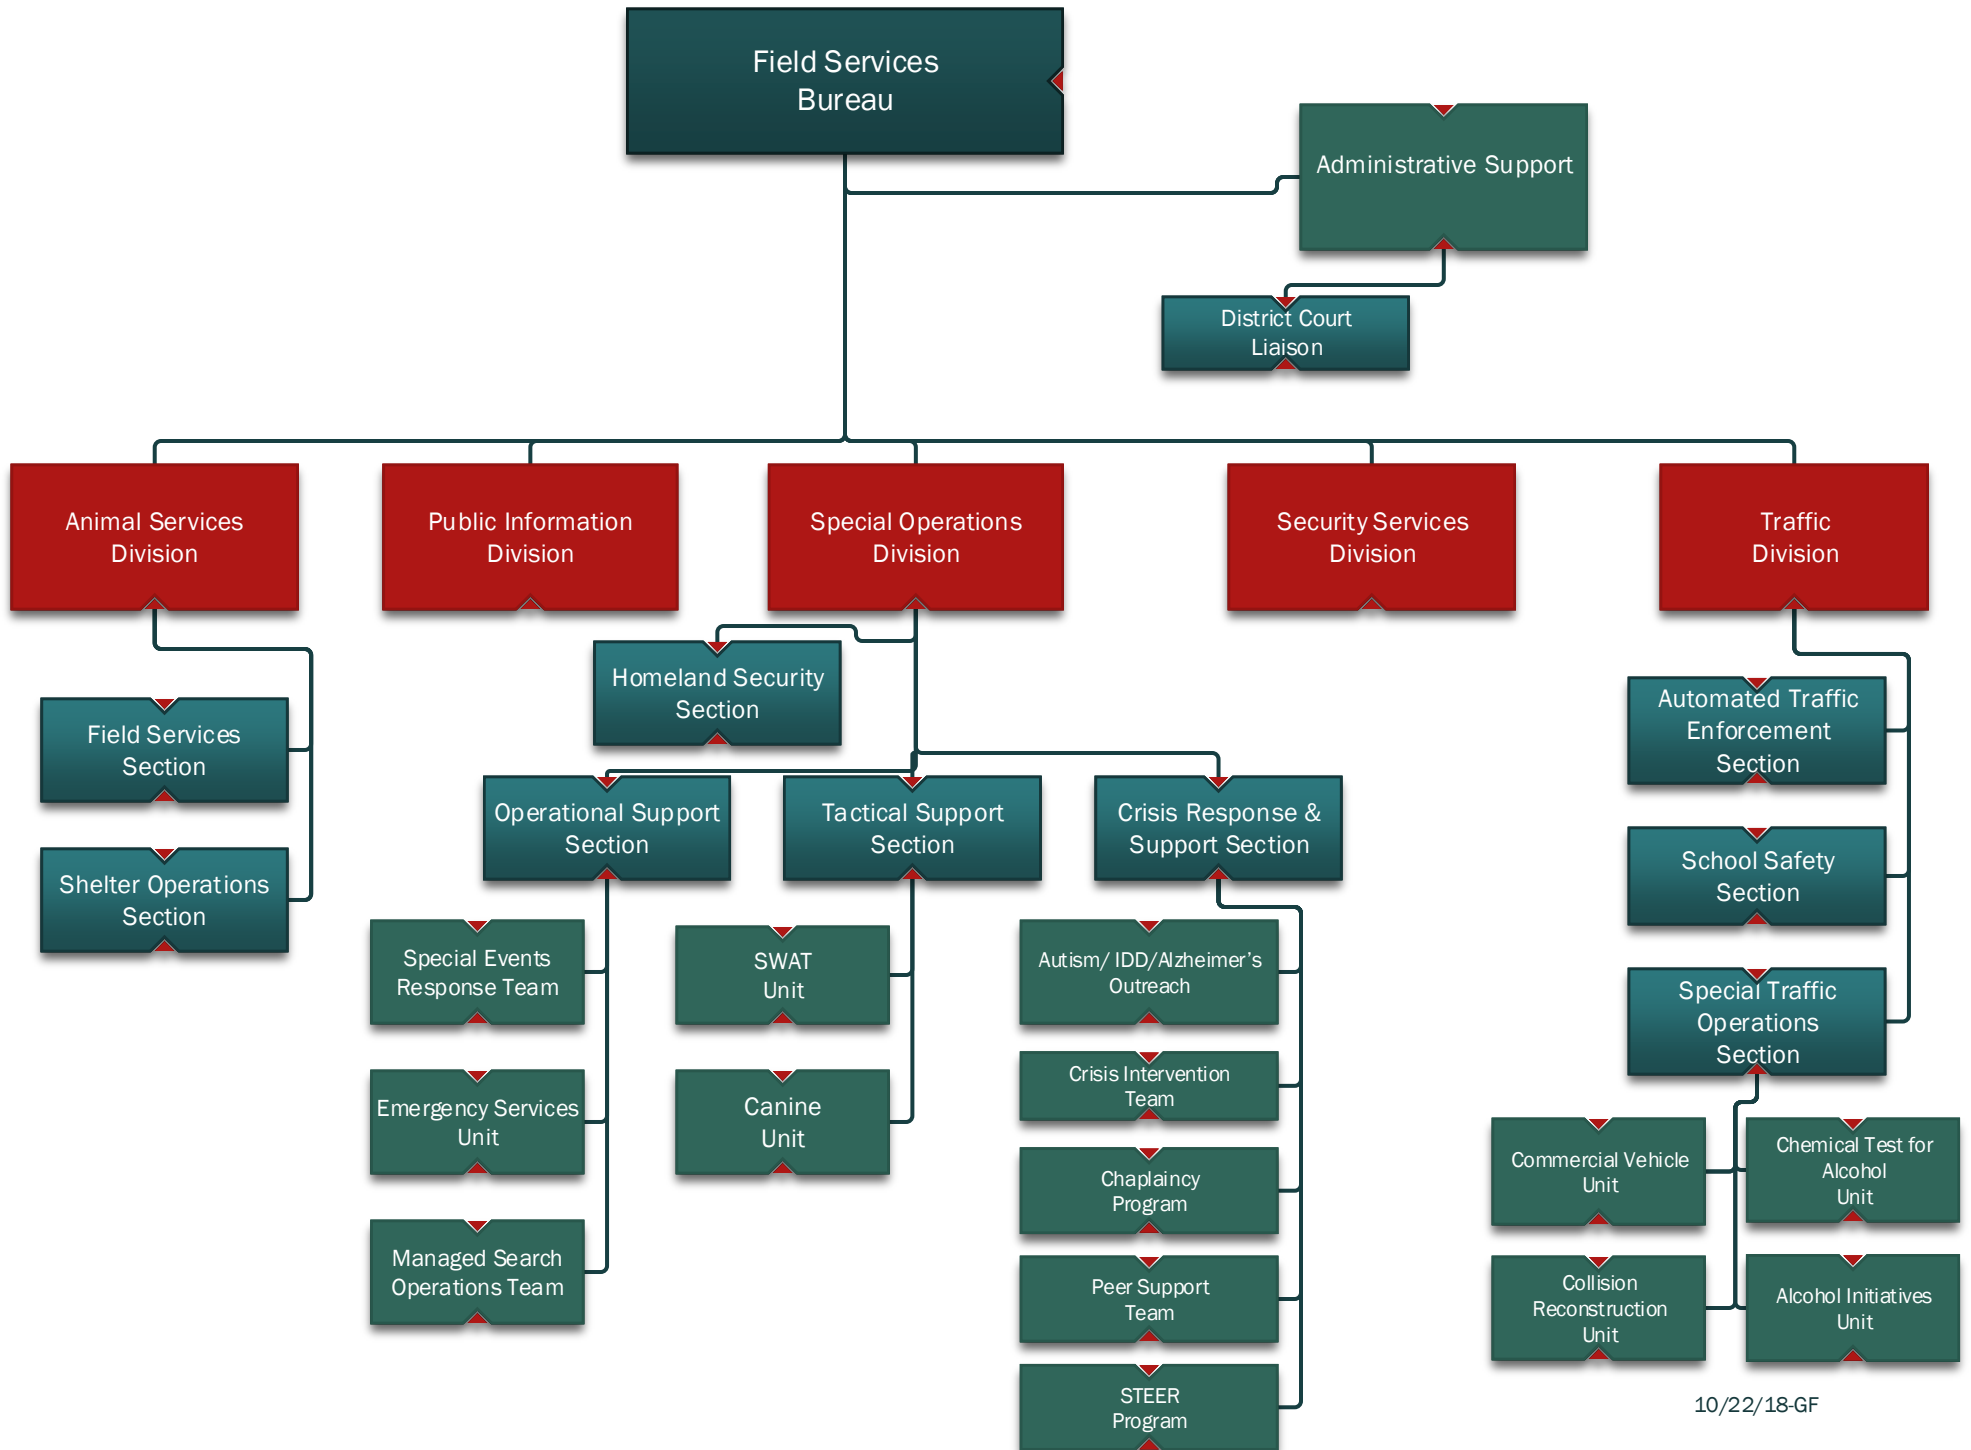 Field Services
Bureau
Administrative Support
District Court
Liaison
Animal Services
Division
Public Information
Division
Special Operations
Division
Security Services
Division
Traffic
Division
Homeland Security
Section
Field Services
Section
Shelter Operations
Section
Operational Support
Section
Tactical Support
Section
Crisis Response &
Support Section
Automated Traffic
Enforcement
Section
School Safety
Section
Special Traffic
Operations
Section
Special Events
Response Team
Emergency Services
Unit
Managed Search
Operations Team
SWAT
Unit
Canine
Unit
Autism/ IDD/Alzheimer’s
Outreach
Crisis Intervention
Team
Chaplaincy
Program
Peer Support
Team
STEER
Program
Commercial Vehicle
Unit
Chemical Test for
Alcohol
Unit
Collision
Reconstruction
Unit
Alcohol Initiatives
Unit
10/22/18-GF